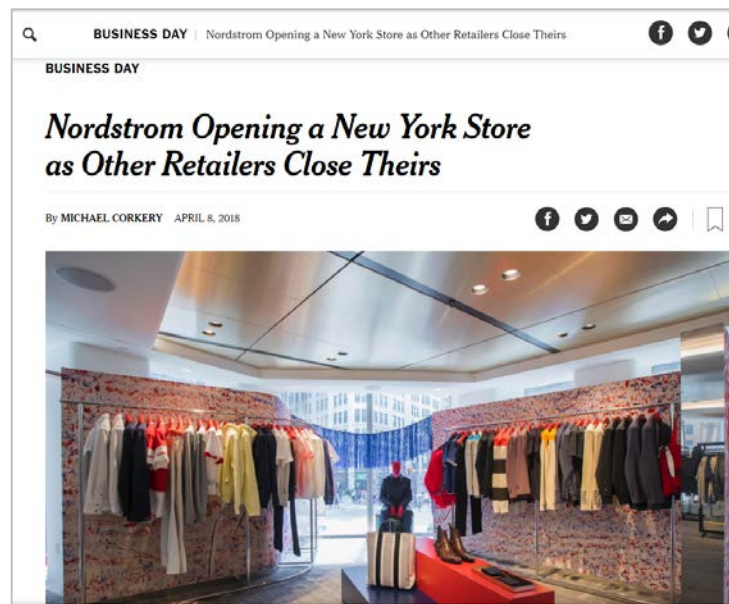 BUSINESS DAY | Nordstrom Opening a New York Store as Other Retailers Close Theirs
BUSINESS DAY
Nordstrom Opening a New York Store
as Other Retailers Close Theirs
By MICHAEL CORKERY APRIL 8, 2018